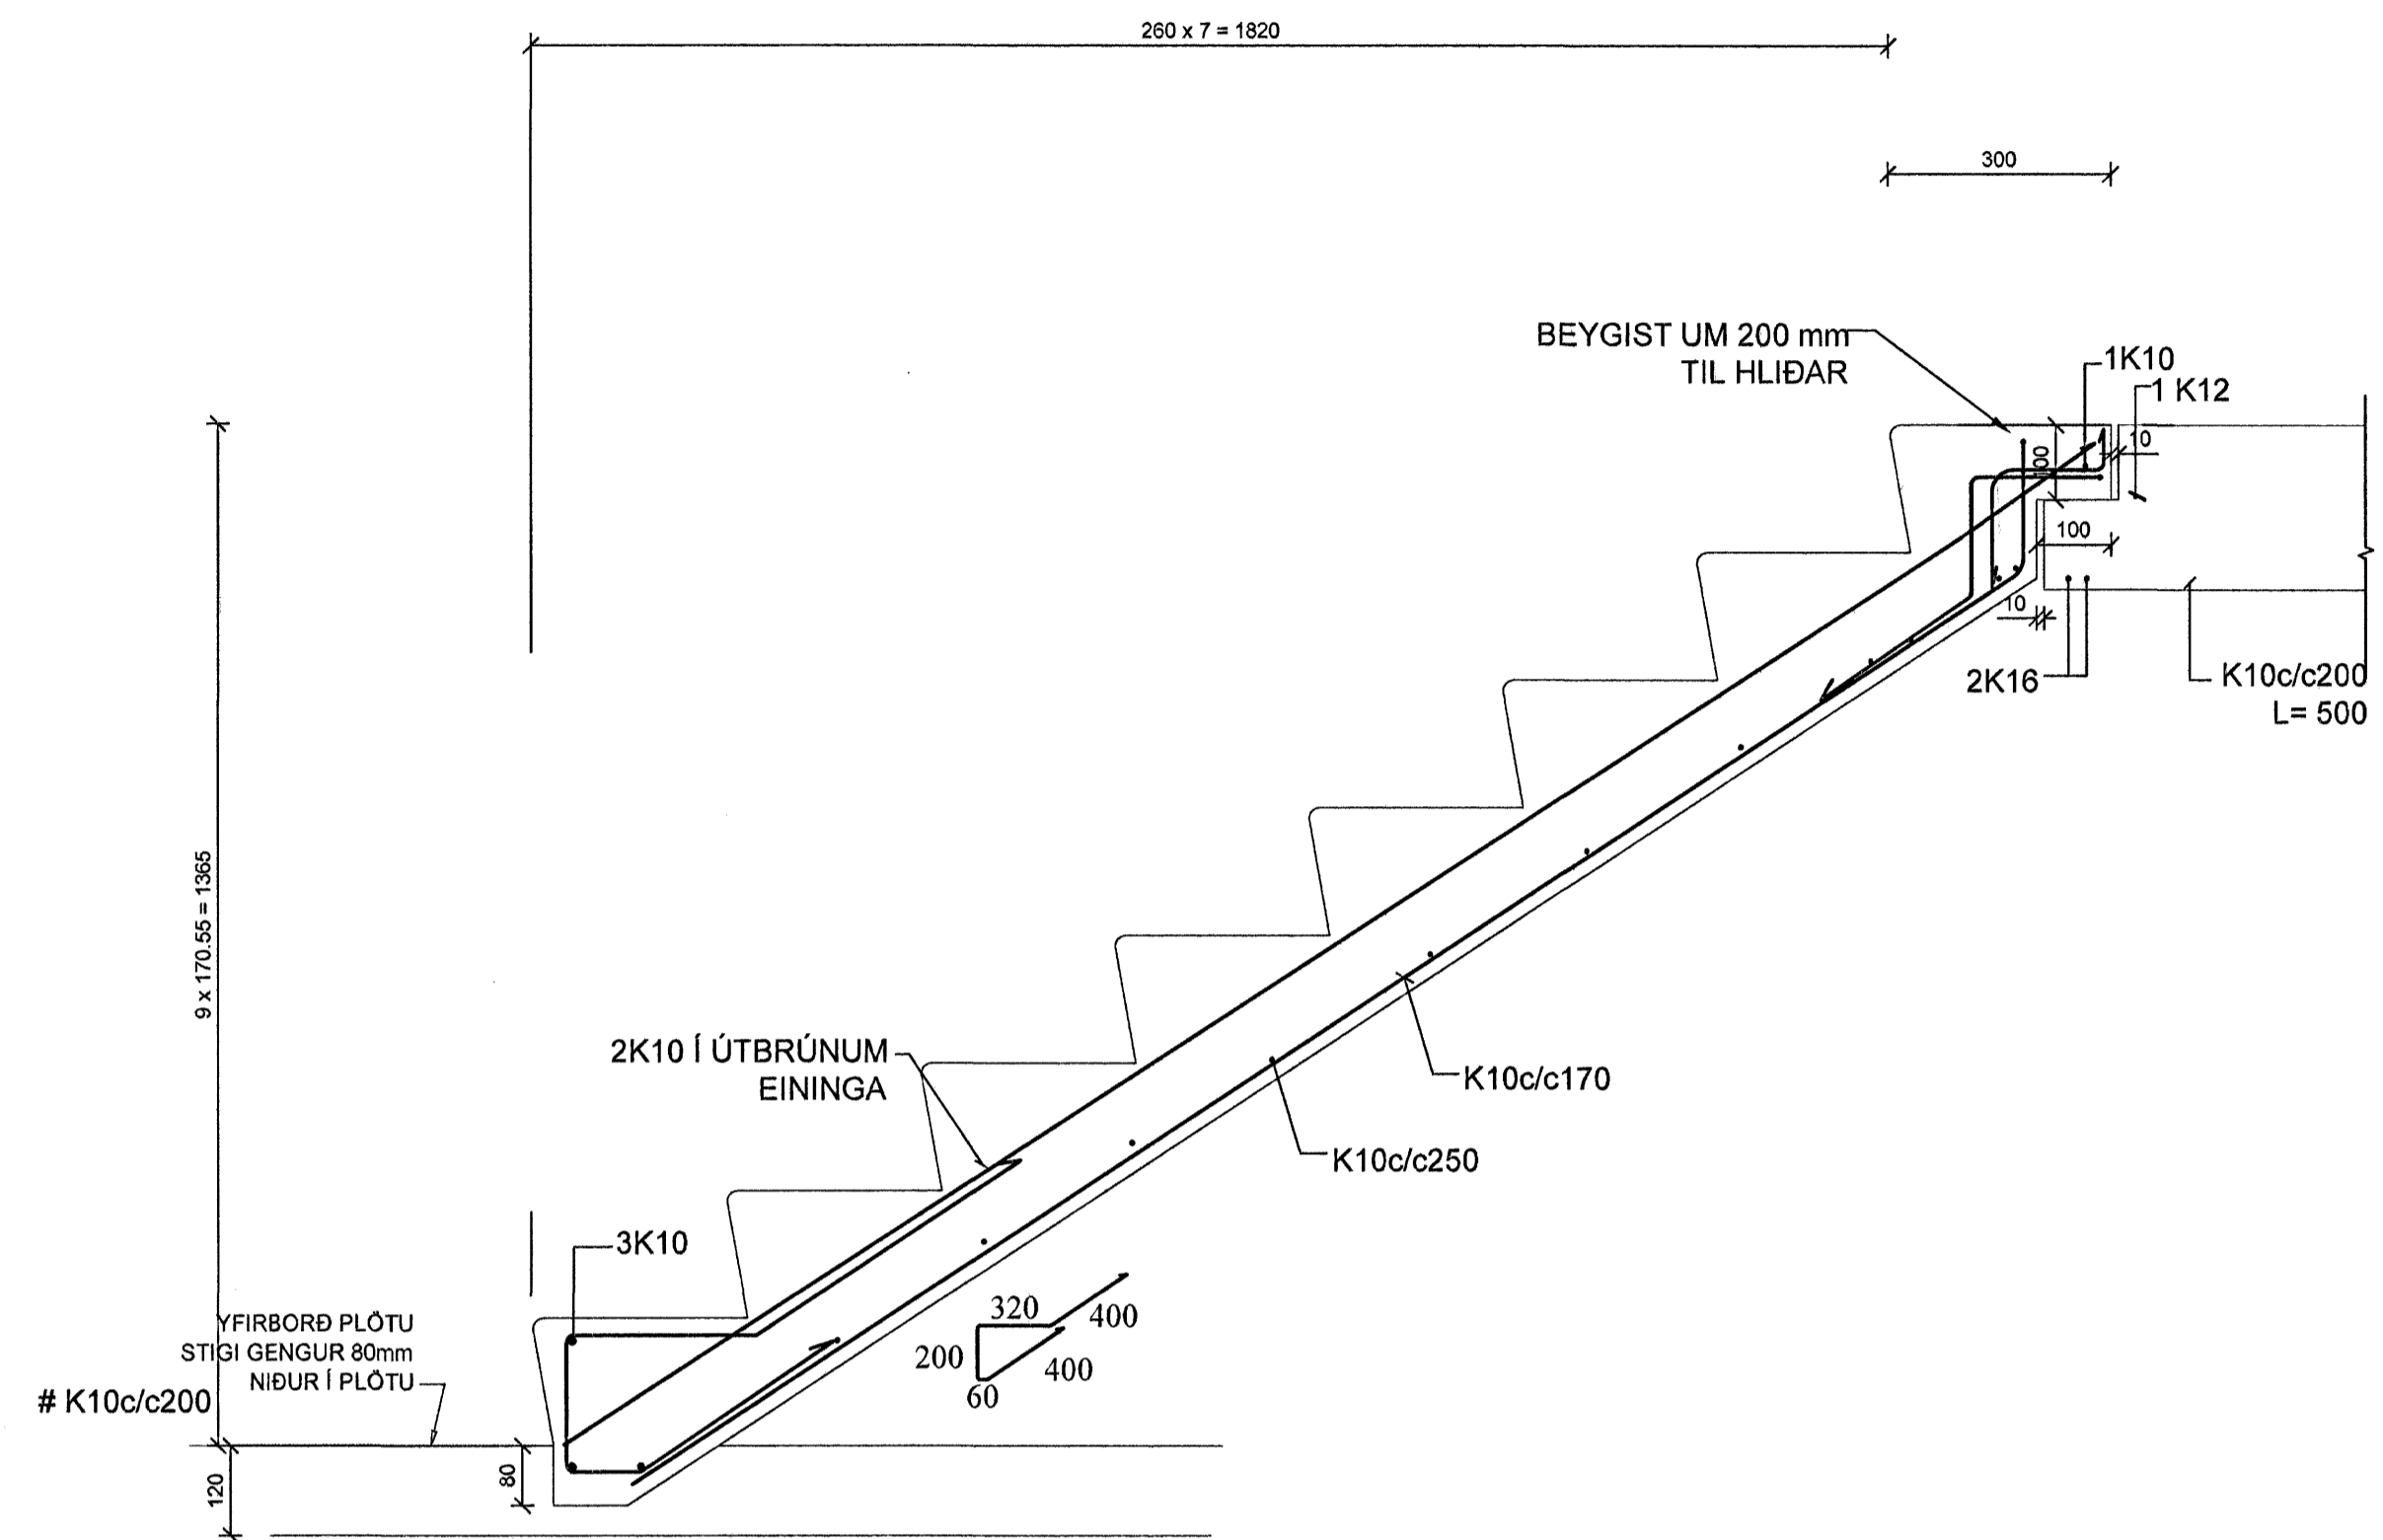 260 x 7 = 1820
300
BEYGIST UM 200 mm
TIL HLIÐAR
1K10
1 K12
10
100
100
10
2K16
K10c/c200
L= 500
9 x 170.55 = 1365
2K10 Í ÚTBRÚNUM
EININGA
K10c/c170
K10c/c250
3K10
320
400
200
400
60
YFIRBORÐ PLÖTU
STIGI GENGUR 80mm
NIÐUR Í PLÖTU
# K10c/c200
80
120